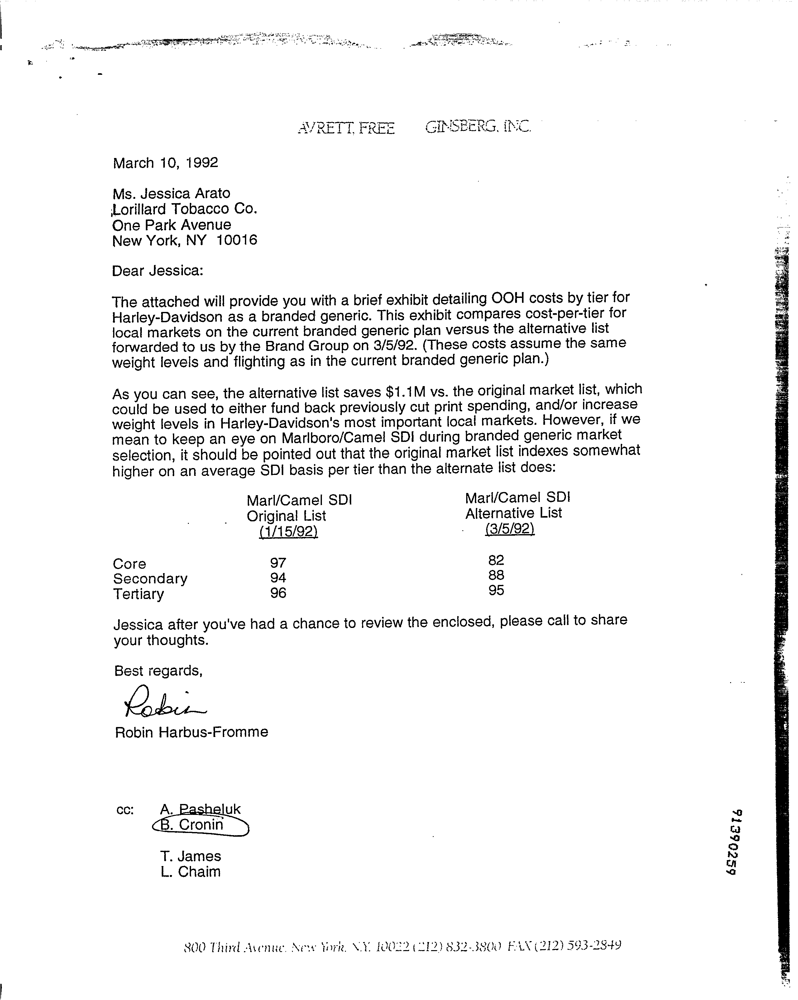 AVRETT, FREE GINSBERG, INC.
March 10, 1992
Ms. Jessica Arato
Lorillard Tobacco Co.
One Park Avenue
New York, NY 10016
Dear Jessica:
The attached will provide you with a brief exhibit detailing OOH costs by tier for
Harley-Davidson as a branded generic. This exhibit compares cost-per-tier for
local markets on the current branded generic plan versus the alternative list
forwarded to us by the Brand Group on 3/5/92. (These costs assume the same
weight levels and flighting as in the current branded generic plan.)
As you can see, the alternative list saves $1.1M vs. the original market list, which
could be used to either fund back previously cut print spending, and/or increase
weight levels in Harley-Davidson's most important local markets. However, if we
mean to keep an eye on Marlboro/Camel SDI during branded generic market
selection, it should be pointed out that the original market list indexes somewhat
higher on an average SDI basis per tier than the alternate list does:
Marl/Camel SDI Marl/Camel SDI
Original List Alternative List
(1/15/92) (3/5/92)
Core 97 82
Secondary 94 88
Tertiary 96 95
Jessica after you've had a chance to review the enclosed, please call to share
your thoughts.
Best regards,
Robin
Robin Harbus-Fromme
cc: A. Pasheluk
B. Cronin
T. James
L. Chaim
91390259
800 Third Avenue, New York, N.Y. 10022 (212) 832-3800 FAX (212) 593-2849